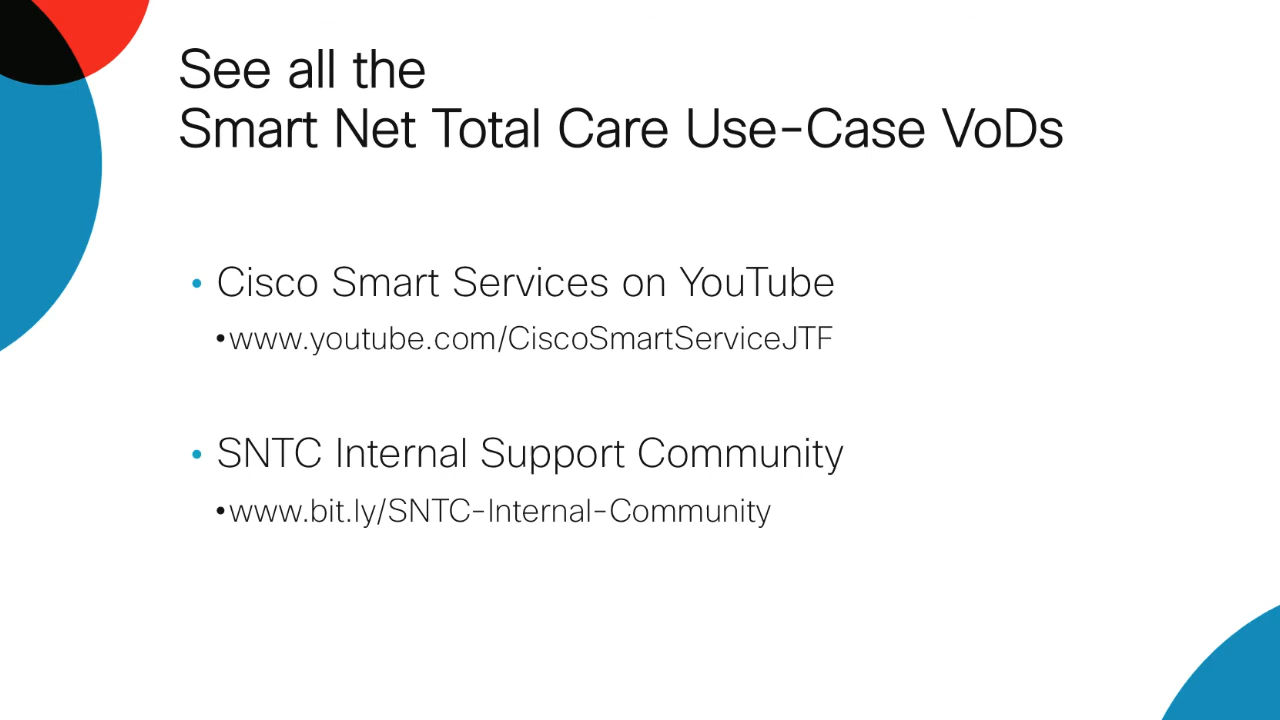 See all the
Smart Net Total Care Use-Case VoDs
• Cisco Smart Services on YouTube
•www.youtube.com/CiscoSmartServiceJTF
• SNTC Internal Support Community
•www.bit.ly/SNTC-Internal-Community